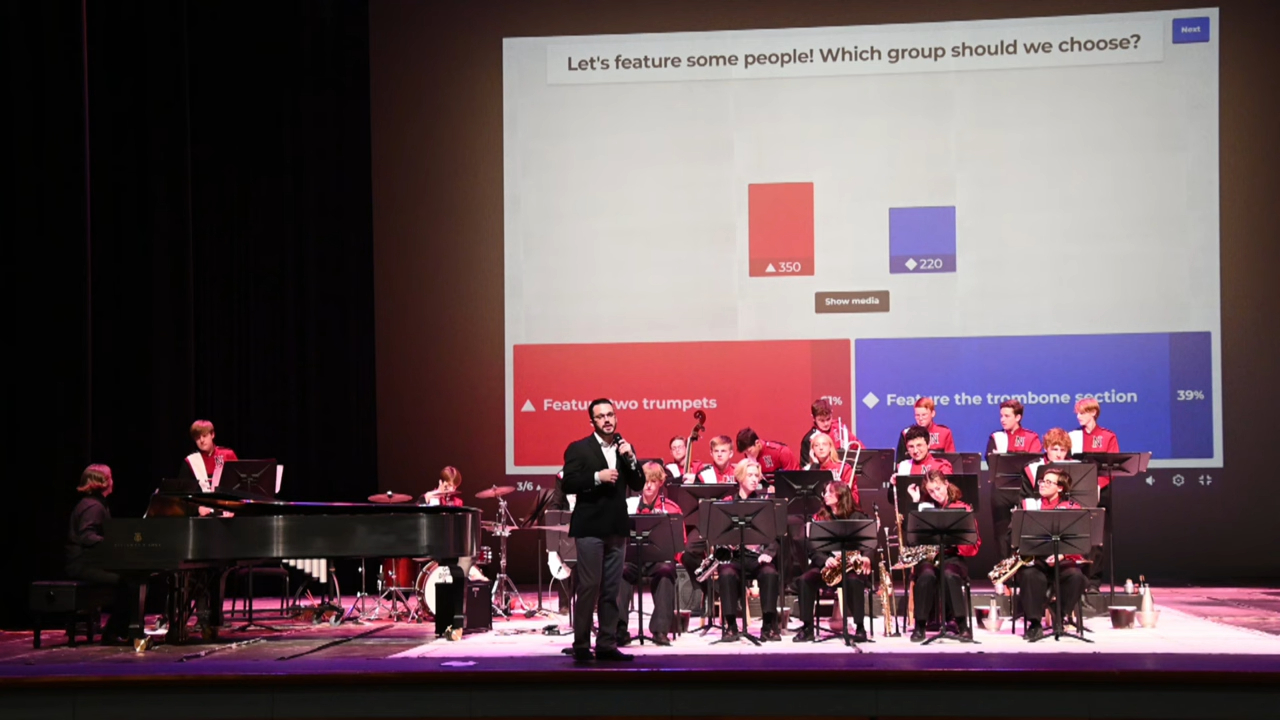 Let's feature some people! Which group should we choose?
Next
350
220
Show media
Feature two trumpets
61%
Feature the trombone section
39%
3/6
N
N
N